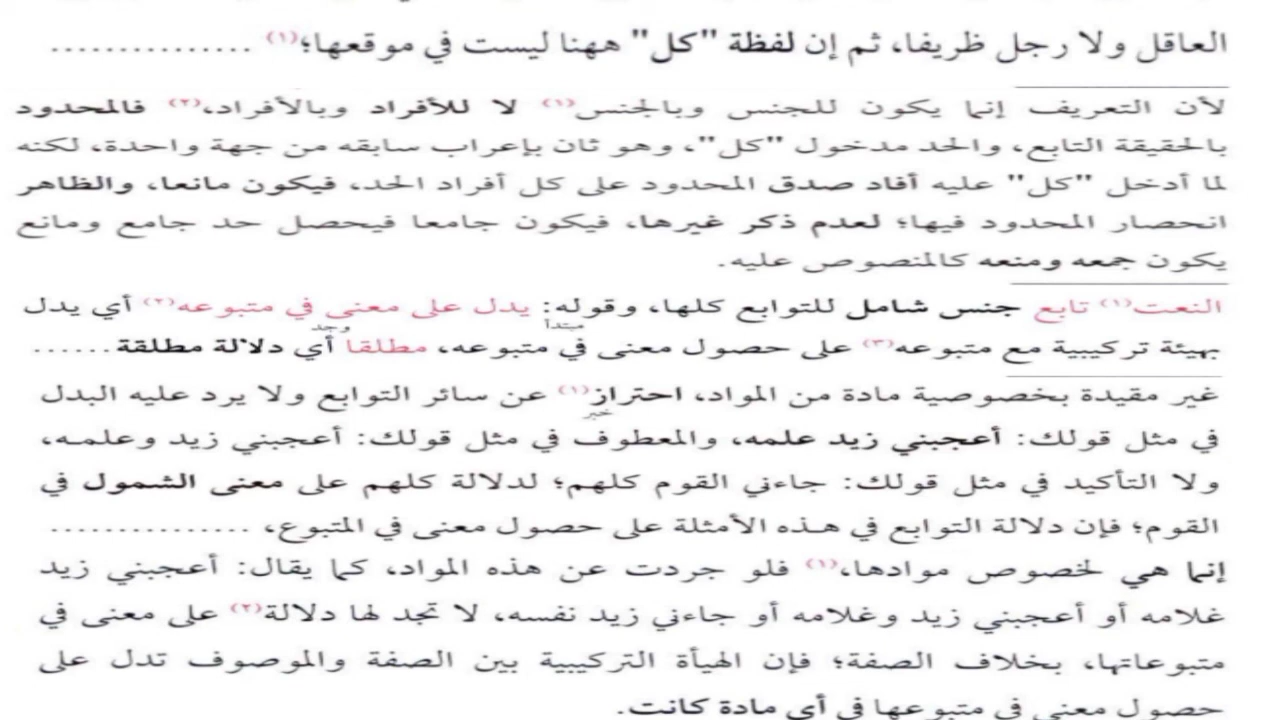 العاقل ولا رجل ظريفا، ثم إن لفظة "كل" ههنا ليست في موقعها؛(١) ...............
لأن التعريف إنما يكون للجنس وبالجنس(١) لا للأفراد وبالأفراد،(٢) فالمحدود
بالحقيقة التابع، والحد مدخول "كل"، وهو ثان بإعراب سابقه من جهة واحدة، لكنه
لما أدخل "كل" عليه أفاد صدق المحدود على كل أفراد الحد، فيكون مانعا، والظاهر
انحصار المحدود فيها؛ لعدم ذكر غيرها، فيكون جامعا فيحصل حد جامع ومانع
يكون جمعه ومنعه كالمنصوص عليه.
النعت(١) تابع جنس شامل للتوابع كلها، وقوله: يدل على معنى في متبوعه(٢) أي يدل
مبتدأ
وجد
بهيئة تركيبية مع متبوعه(٣) على حصول معنى في متبوعه، مطلقا أي دلالة مطلقة......
غير مقيدة بخصوصية مادة من المواد، احتراز(١) عن سائر التوابع ولا يرد عليه البدل
خبر
في مثل قولك: أعجبني زيد علمه، والمعطوف في مثل قولك: أعجبني زيد وعلمه،
ولا التأكيد في مثل قولك: جاءني القوم كلهم؛ لدلالة كلهم على معنى الشمول في
القوم؛ فإن دلالة التوابع في هذه الأمثلة على حصول معنى في المتبوع، ...............
إنما هي لخصوص موادها،(١) فلو جردت عن هذه المواد، كما يقال: أعجبني زيد
غلامه أو أعجبني زيد وغلامه أو جاءني زيد نفسه، لا تجد لها دلالة(٢) على معنى في
متبوعاتها، بخلاف الصفة؛ فإن الهيأة التركيبية بين الصفة والموصوف تدل على
حصول معنى في متبوعها في أي مادة كانت.